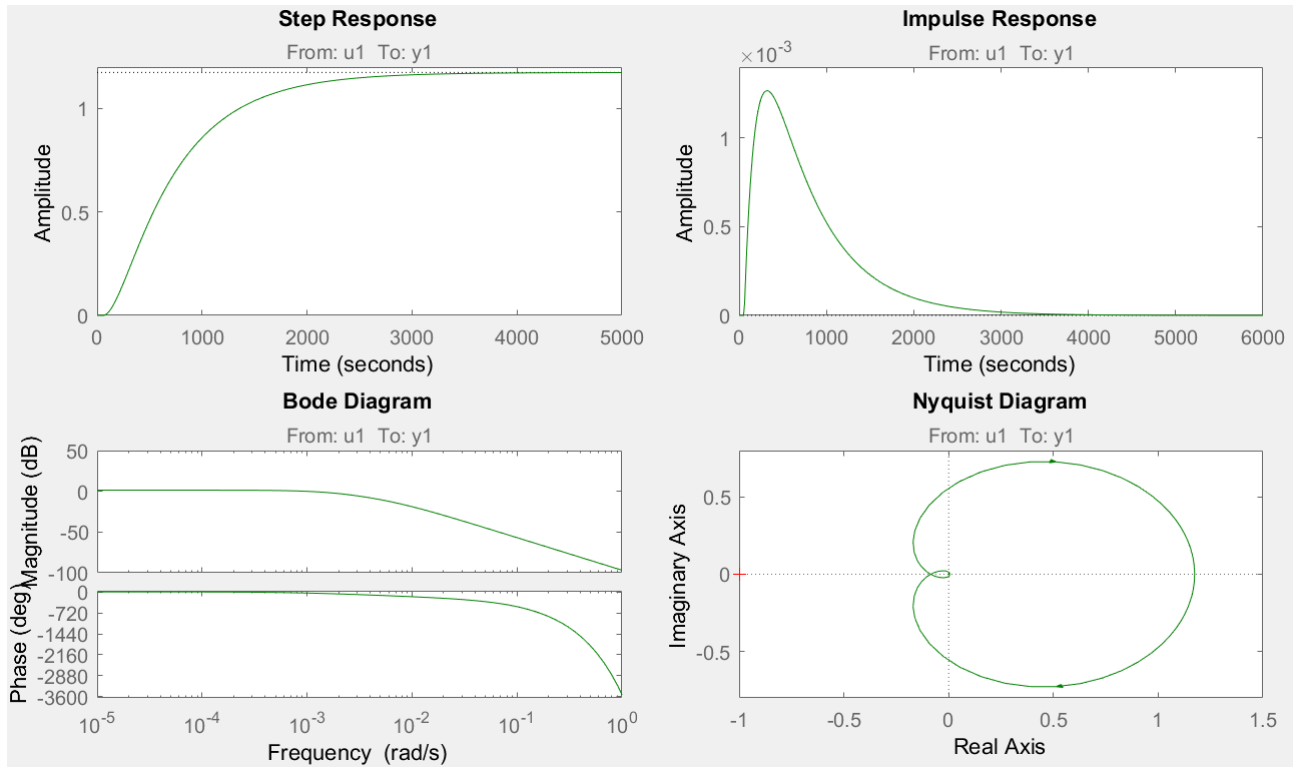 Step Response
From: u1 To: y1
1
0.5
0
Amplitude
0 1000 2000 3000 4000 5000
Time (seconds)
Impulse Response
From: u1 To: y1
×10⁻³
1
0.5
0
Amplitude
0 1000 2000 3000 4000 5000 6000
Time (seconds)
Bode Diagram
From: u1 To: y1
50
0
-50
-100
Magnitude (dB)
0
-720
-1440
-2160
-2880
-3600
Phase (deg)
10⁻⁵ 10⁻⁴ 10⁻³ 10⁻² 10⁻¹ 10⁰
Frequency (rad/s)
Nyquist Diagram
From: u1 To: y1
0.5
0
-0.5
Imaginary Axis
-1 -0.5 0 0.5 1 1.5
Real Axis